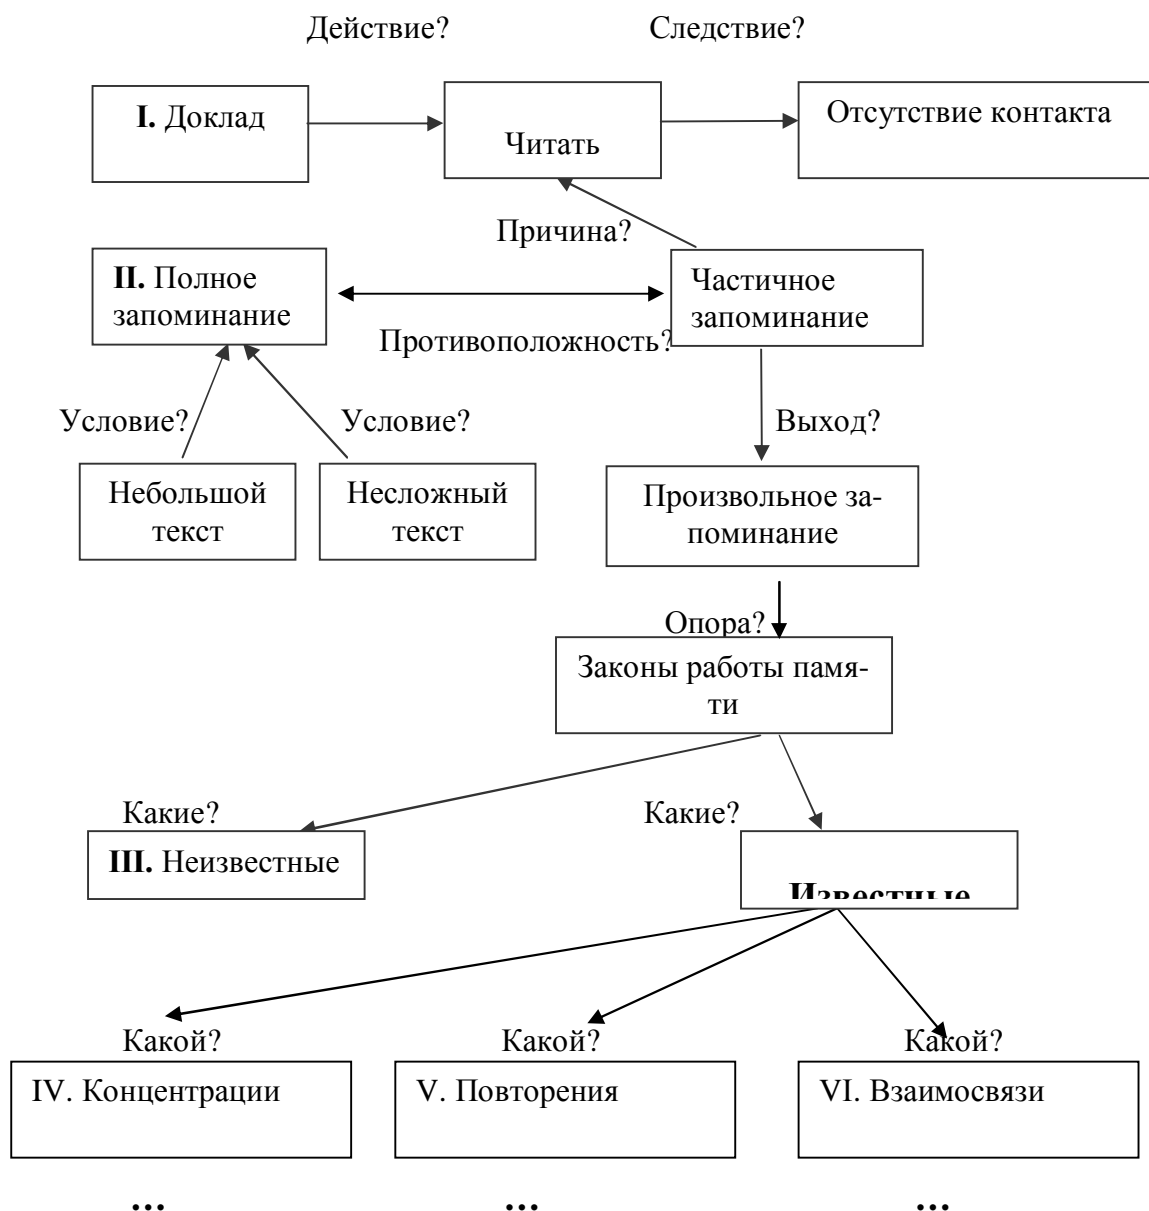 Действие?
Следствие?
I. Доклад
Читать
Отсутствие контакта
Причина?
II. Полное
запоминание
Частичное
запоминание
Противоположность?
Условие?
Условие?
Выход?
Небольшой
текст
Несложный
текст
Произвольное за-
поминание
Опора?
Законы работы памя-
ти
Какие?
Какие?
III. Неизвестные
Известные
Какой?
Какой?
Какой?
IV. Концентрации
V. Повторения
VI. Взаимосвязи
...
...
...